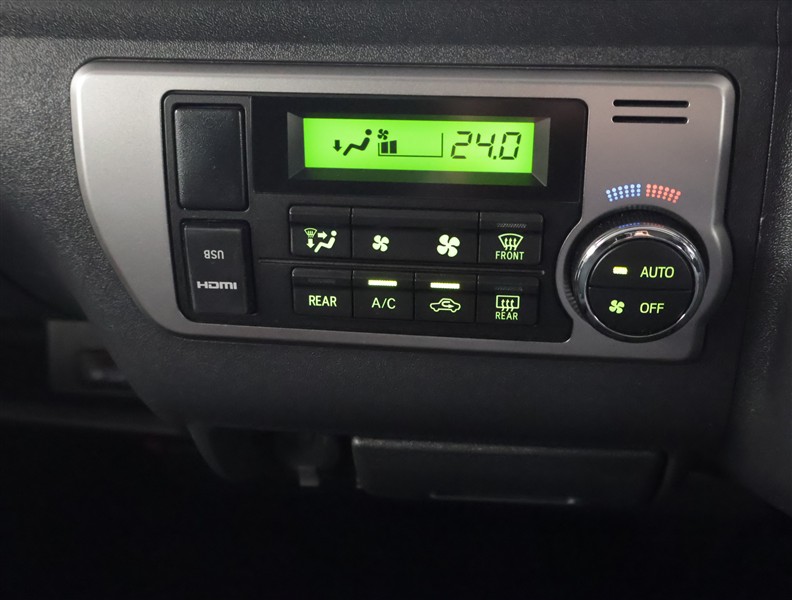 24.0
USB
HDMI
FRONT
REAR
A/C
REAR
AUTO
OFF